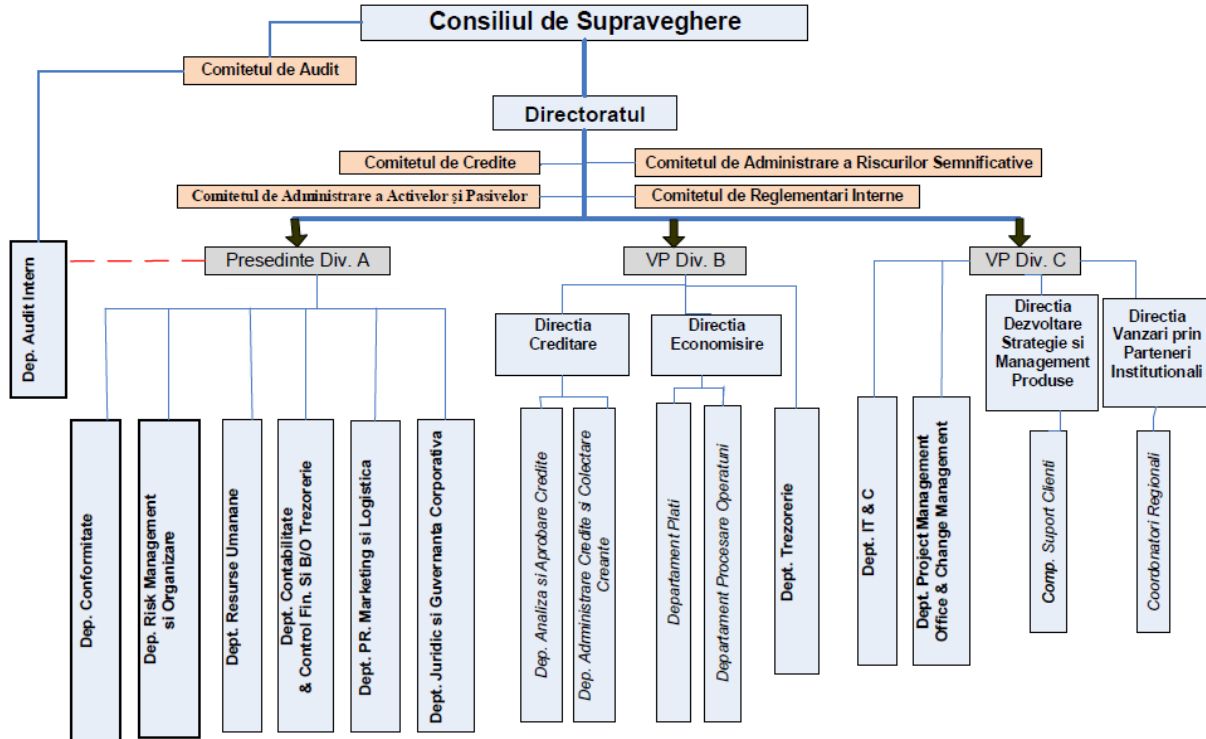 Consiliul de Supraveghere
Comitetul de Audit
Directoratul
Comitetul de Credite
Comitetul de Administrare a Riscurilor Semnificative
Comitetul de Administrare a Activelor și Pasivelor
Comitetul de Reglementari Interne
Dep. Audit Intern
Presedinte Div. A
VP Div. B
VP Div. C
Directia
Creditare
Directia
Economisire
Directia
Dezvoltare
Strategie si
Management
Produse
Directia
Vanzari prin
Parteneri
Institutionali
Dep. Conformitate
Dep. Risk Management
si Organizare
Dept. Resurse Umanane
Dept. Contabilitate
& Control Fin. Si B/O Trezorerie
Dept. PR. Marketing si Logistica
Dept. Juridic si Guvernanta Corporativa
Dep. Analiza si Aprobare Credite
Dep. Administrare Credite si Colectare
Creante
Departament Plati
Departament Procesare Operatuni
Dept. Trezorerie
Dept. IT & C
Dept. Project Management
Office & Change Management
Comp. Suport Clienti
Coordonatori Regionali